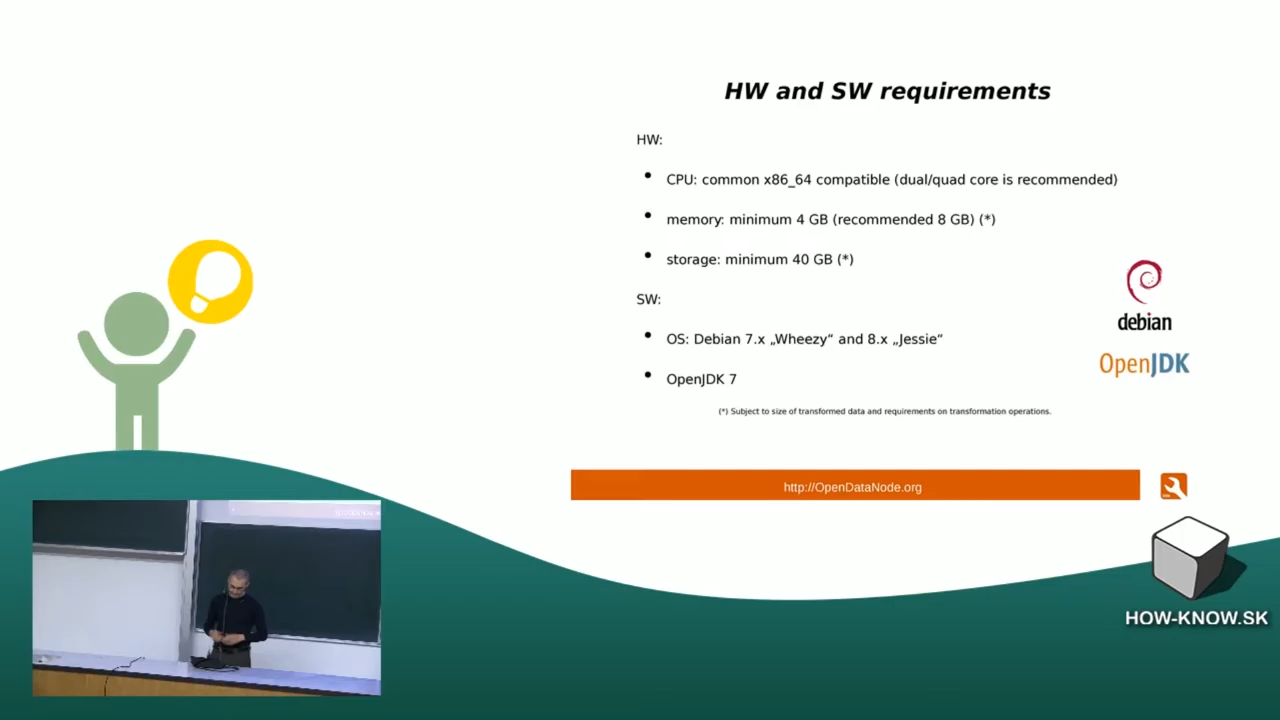 HW and SW requirements
HW:
• CPU: common x86_64 compatible (dual/quad core is recommended)
• memory: minimum 4 GB (recommended 8 GB) (*)
• storage: minimum 40 GB (*)
SW:
• OS: Debian 7.x „Wheezy“ and 8.x „Jessie“
• OpenJDK 7
debian
OpenJDK
(*) Subject to size of transformed data and requirements on transformation operations.
http://OpenDataNode.org
HOW-KNOW.SK